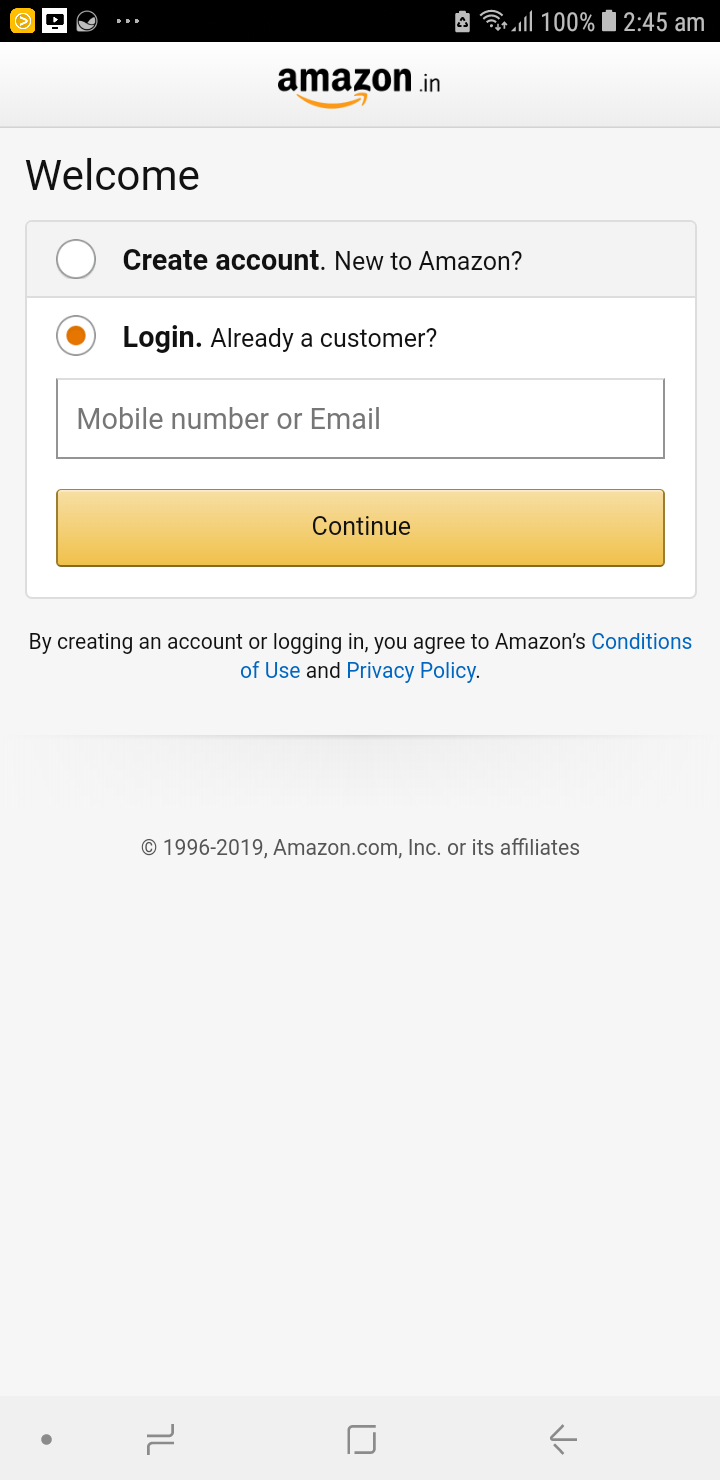 100% 2:45 am
amazon.in
Welcome
Create account. New to Amazon?
Login. Already a customer?
Mobile number or Email
Continue
By creating an account or logging in, you agree to Amazon's Conditions
of Use and Privacy Policy.
© 1996-2019, Amazon.com, Inc. or its affiliates